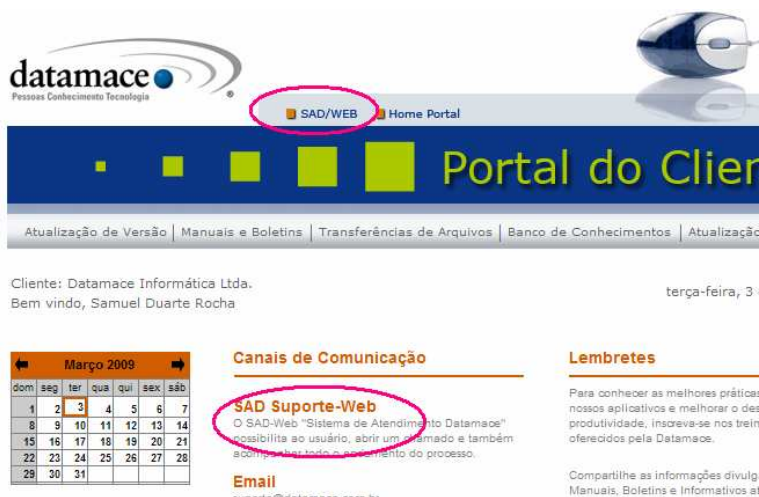 datamace
Pessoas Conhecimento Tecnologia
SAD/WEB Home Portal
Portal do Clien
Atualização de Versão | Manuais e Boletins | Transferências de Arquivos | Banco de Conhecimentos | Atualização
Cliente: Datamace Informática Ltda.
Bem vindo, Samuel Duarte Rocha
terça-feira, 3
Março 2009
dom seg ter qua qui sex sáb
1 2 3 4 5 6 7
8 9 10 11 12 13 14
15 16 17 18 19 20 21
22 23 24 25 26 27 28
29 30 31
Canais de Comunicação
SAD Suporte-Web
O SAD-Web "Sistema de Atendimento Datamace"
possibilita ao usuário, abrir um chamado e também
acompanhar todo o andamento do processo.
Email
suporte@datamace.com.br
Lembretes
Para conhecer as melhores práticas
nossos aplicativos e melhorar o des
produtividade, inscreva-se nos trein
oferecidos pela Datamace.
Compartilhe as informações divulg
Manuais, Boletins e Informativos at